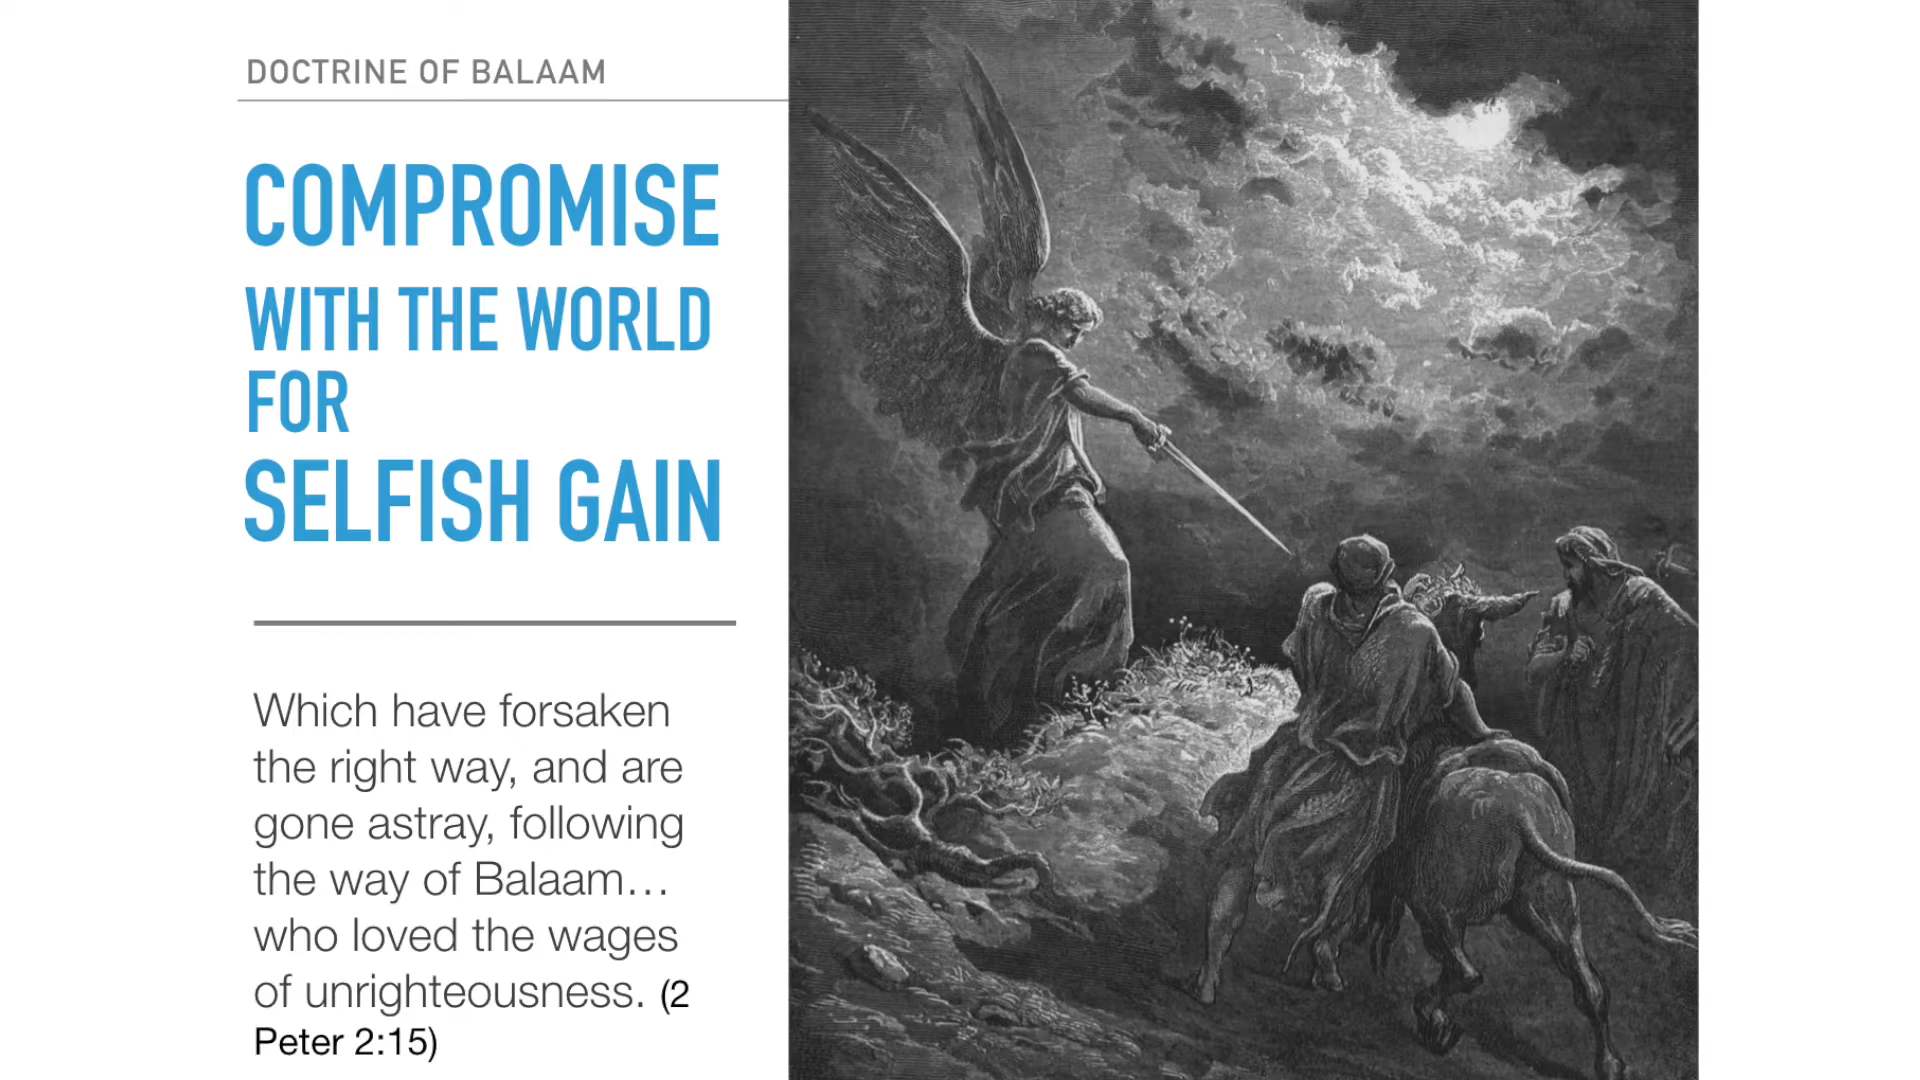 DOCTRINE OF BALAAM
COMPROMISE
WITH THE WORLD
FOR
SELFISH GAIN
Which have forsaken
the right way, and are
gone astray, following
the way of Balaam…
who loved the wages
of unrighteousness. (2
Peter 2:15)